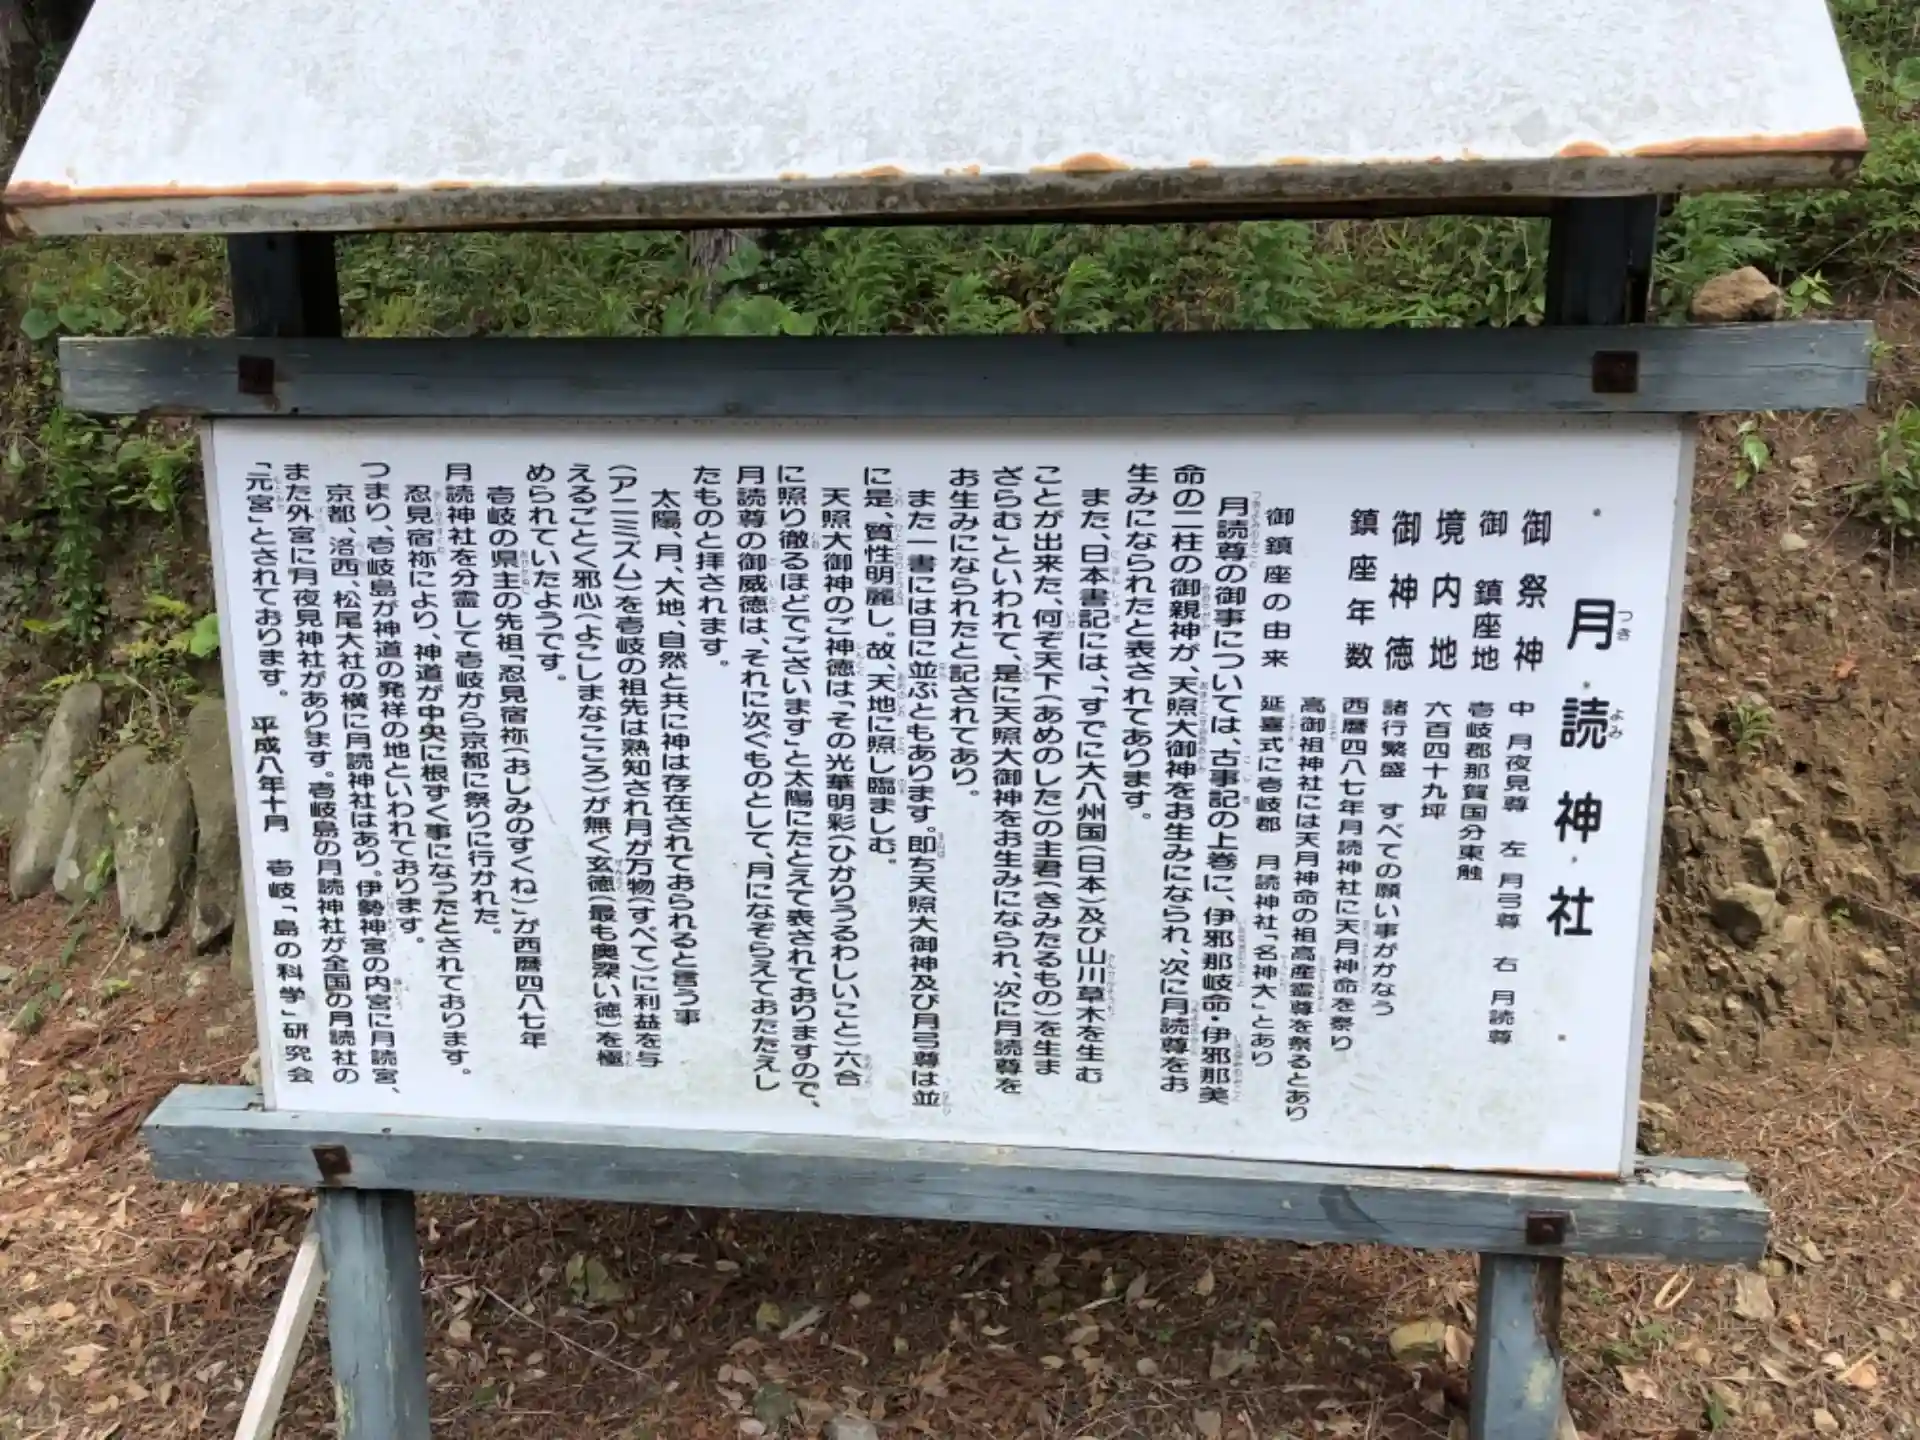 月読神社
御祭神 中 月夜見尊 左 月弓尊 右 月読尊
御鎮座地 壱岐郡那賀国分東触
境内地 六百四十九坪
御神徳 諸行繁盛 すべての願い事がかなう
鎮座年数 西暦四八七年月読神社に天月神命を祭り
高御祖神社には天月神命の祖高産霊尊を祭るとあり
御鎮座の由来 延喜式に壱岐郡 月読神社「名神大」とあり
月読尊の御事については、古事記の上巻に、伊邪那岐命・伊邪那美
命の二柱の御親神が、天照大御神をお生みになられ、次に月読尊をお
生みになられたと表されてあります。
また、日本書記には、「すでに大八州国(日本)及び山川草木を生む
ことが出来た、何ぞ天下(あめのした)の主君(きみたるもの)を生ま
ざらむ」といわれて、是に天照大御神をお生みになられ、次に月読尊を
お生みになられたと記されてあり。
また一書には日に並ぶともあります。即ち天照大御神及び月弓尊は並
に是、質性明麗し。故、天地に照し臨ましむ。
天照大御神のご神徳は「その光華明彩(ひかりうるわしいこと)六合
に照り徹るほどでございます」と太陽にたとえて表されておりますので、
月読尊の御威徳は、それに次ぐものとして、月になぞらえておたたえし
たものと拝されます。
太陽、月、大地、自然と共に神は存在されておられると言う事
(アニミズム)を壱岐の祖先は熟知され月が万物(すべて)に利益を与
えるごとく邪心(よこしまなこころ)が無く玄徳(最も奥深い徳)を極
められていたようです。
壱岐の県主の先祖「忍見宿祢(おしみのすくね)」が西暦四八七年
月読神社を分霊して壱岐から京都に祭りに行かれた。
忍見宿祢により、神道が中央に根ずく事になったとされております。
つまり、壱岐島が神道の発祥の地といわれております。
京都、洛西、松尾大社の横に月読神社はあり。伊勢神宮の内宮に月読宮、
また外宮に月夜見神社があります。壱岐島の月読神社が全国の月読社の
「元宮」とされております。 平成八年十月 壱岐「島の科学」研究会